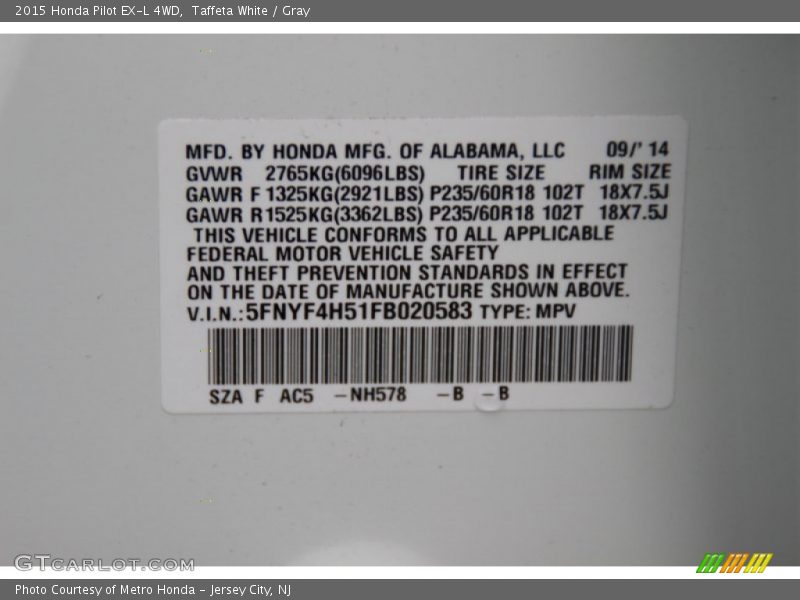 2015 Honda Pilot EX-L 4WD, Taffeta White / Gray
MFD. BY HONDA MFG. OF ALABAMA, LLC 09/' 14
GVWR 2765KG(6096LBS) TIRE SIZE RIM SIZE
GAWR F 1325KG(2921LBS) P235/60R18 102T 18X7.5J
GAWR R1525KG(3362LBS) P235/60R18 102T 18X7.5J
THIS VEHICLE CONFORMS TO ALL APPLICABLE
FEDERAL MOTOR VEHICLE SAFETY
AND THEFT PREVENTION STANDARDS IN EFFECT
ON THE DATE OF MANUFACTURE SHOWN ABOVE.
V.I.N.:5FNYF4H51FB020583 TYPE: MPV
SZA F AC5 -NH578 -B -B
GTCARLOT.COM
Photo Courtesy of Metro Honda - Jersey City, NJ